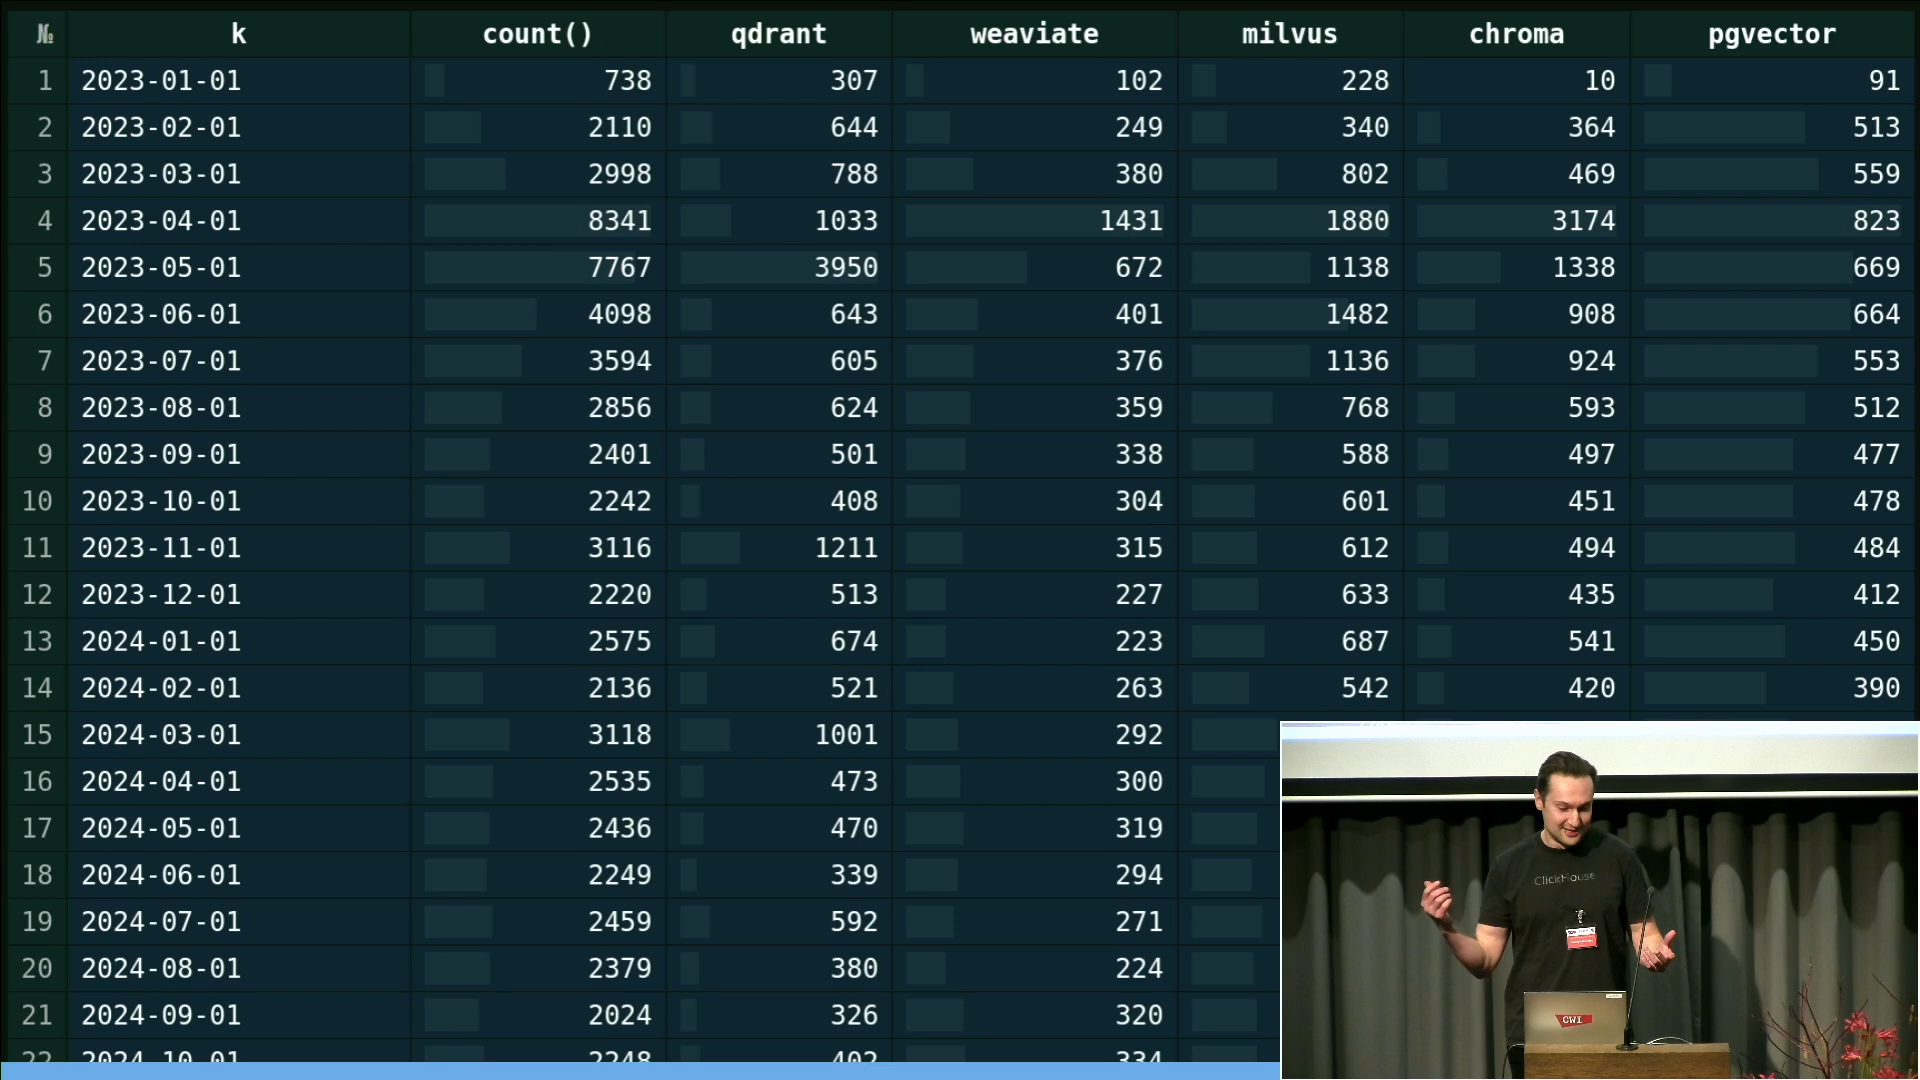 № k count() qdrant weaviate milvus chroma pgvector
1 2023-01-01 738 307 102 228 10 91
2 2023-02-01 2110 644 249 340 364 513
3 2023-03-01 2998 788 380 802 469 559
4 2023-04-01 8341 1033 1431 1880 3174 823
5 2023-05-01 7767 3950 672 1138 1338 669
6 2023-06-01 4098 643 401 1482 908 664
7 2023-07-01 3594 605 376 1136 924 553
8 2023-08-01 2856 624 359 768 593 512
9 2023-09-01 2401 501 338 588 497 477
10 2023-10-01 2242 408 304 601 451 478
11 2023-11-01 3116 1211 315 612 494 484
12 2023-12-01 2220 513 227 633 435 412
13 2024-01-01 2575 674 223 687 541 450
14 2024-02-01 2136 521 263 542 420 390
15 2024-03-01 3118 1001 292
16 2024-04-01 2535 473 300
17 2024-05-01 2436 470 319
18 2024-06-01 2249 339 294
19 2024-07-01 2459 592 271
20 2024-08-01 2379 380 224
21 2024-09-01 2024 326 320
22 2024-10-01 2248 402 334
ClickHouse
CWI